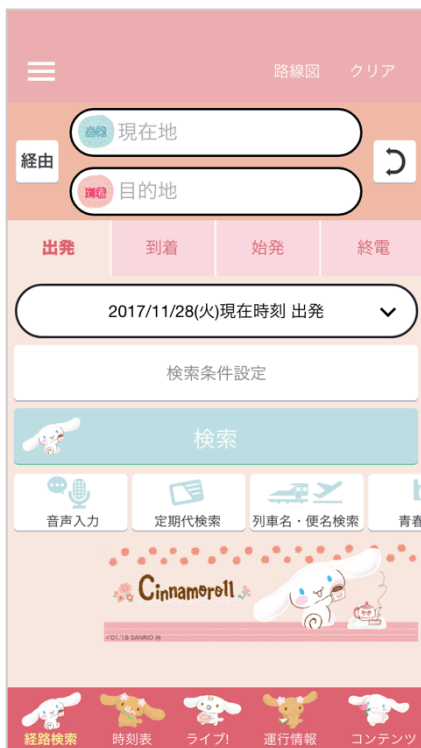 路線図 クリア
出発 現在地
経由
到着 目的地
出発 到着 始発 終電
2017/11/28(火)現在時刻 出発
検索条件設定
検索
音声入力 定期代検索 列車名・便名検索 青春
Cinnamoroll
'01,'18 SANRIO
経路検索 時刻表 ライブ! 運行情報 コンテンツ